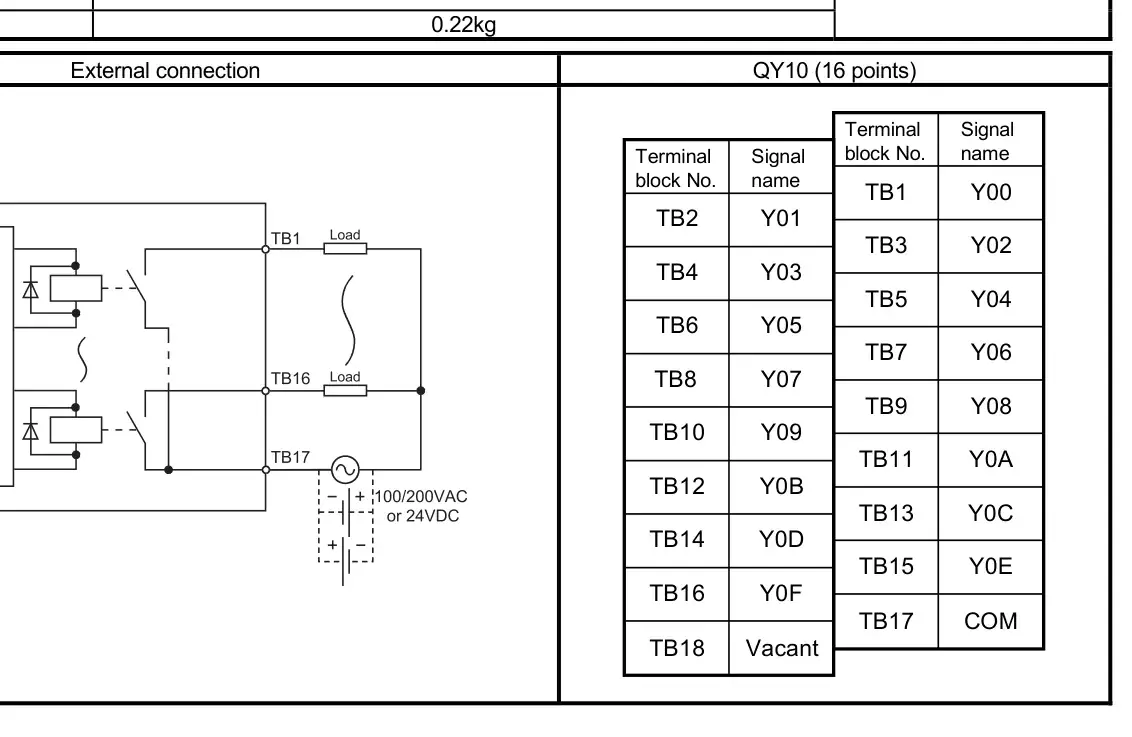 0.22kg
External connection
QY10 (16 points)
TB1
Load
TB16
Load
TB17
− +
100/200VAC
or 24VDC
+ −
Terminal
block No.
Signal
name
TB2 Y01
TB4 Y03
TB6 Y05
TB8 Y07
TB10 Y09
TB12 Y0B
TB14 Y0D
TB16 Y0F
TB18 Vacant
Terminal
block No.
Signal
name
TB1 Y00
TB3 Y02
TB5 Y04
TB7 Y06
TB9 Y08
TB11 Y0A
TB13 Y0C
TB15 Y0E
TB17 COM